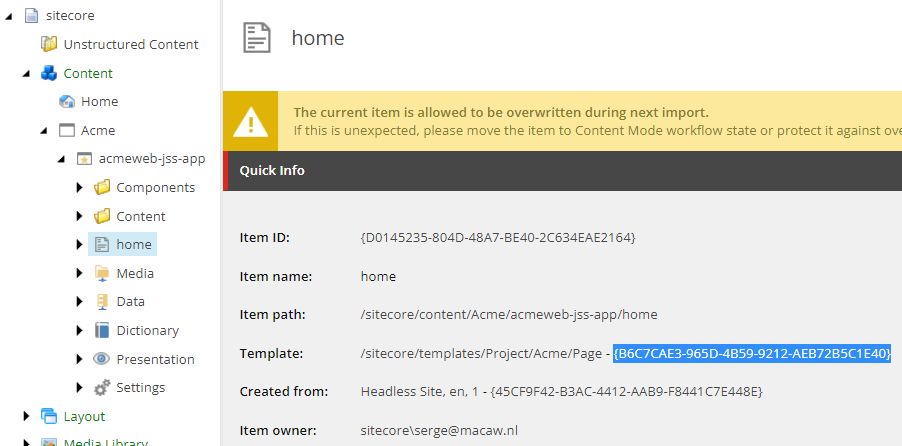 sitecore
Unstructured Content
Content
Home
Acme
acmeweb-jss-app
Components
Content
home
Media
Data
Dictionary
Presentation
Settings
Layout
Media Library
home
The current item is allowed to be overwritten during next import.
If this is unexpected, please move the item to Content Mode workflow state or protect it against ove
Quick Info
Item ID: {D0145235-804D-48A7-BE40-2C634EAE2164}
Item name: home
Item path: /sitecore/content/Acme/acmeweb-jss-app/home
Template: /sitecore/templates/Project/Acme/Page - {B6C7CAE3-965D-4B59-9212-AEB72B5C1E40}
Created from: Headless Site, en, 1 - {45CF9F42-B3AC-4412-AAB9-F8441C7E448E}
Item owner: sitecore\serge@macaw.nl